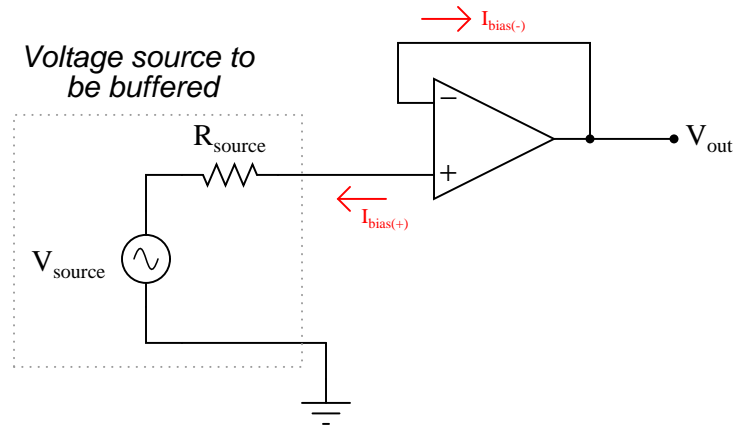 I_bias(-)
Voltage source to
be buffered
R_source
−
V_out
+
I_bias(+)
V_source